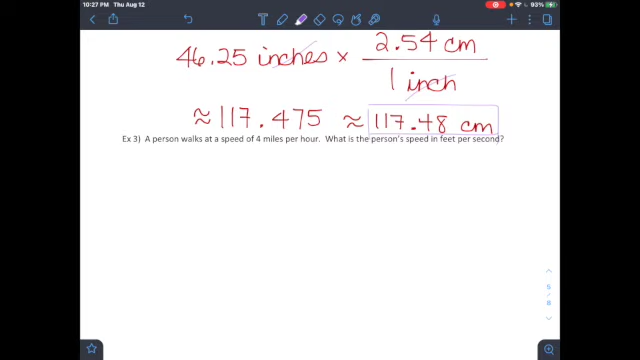 10:27 PM Thu Aug 12
93%
46.25 inches × 2.54 cm
1 inch
≈ 117.475 ≈ 117.48 cm
Ex 3) A person walks at a speed of 4 miles per hour. What is the person's speed in feet per second?
5
/
8